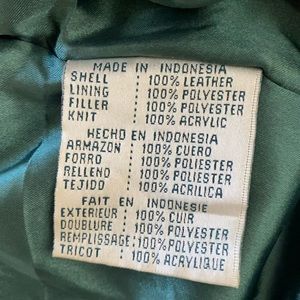 MADE IN INDONESIA
SHELL 100% LEATHER
LINING 100% POLYESTER
FILLER 100% POLYESTER
KNIT 100% ACRYLIC
HECHO EN INDONESIA
ARMAZON 100% CUERO
FORRO 100% POLIESTER
RELLENO 100% POLIESTER
TEJIDO 100% ACRILICA
FAIT EN INDONESIE
EXTERIEUR 100% CUIR
DOUBLURE 100% POLYESTER
REMPLISSAGE 100% POLYESTER
TRICOT 100% ACRYLIQUE